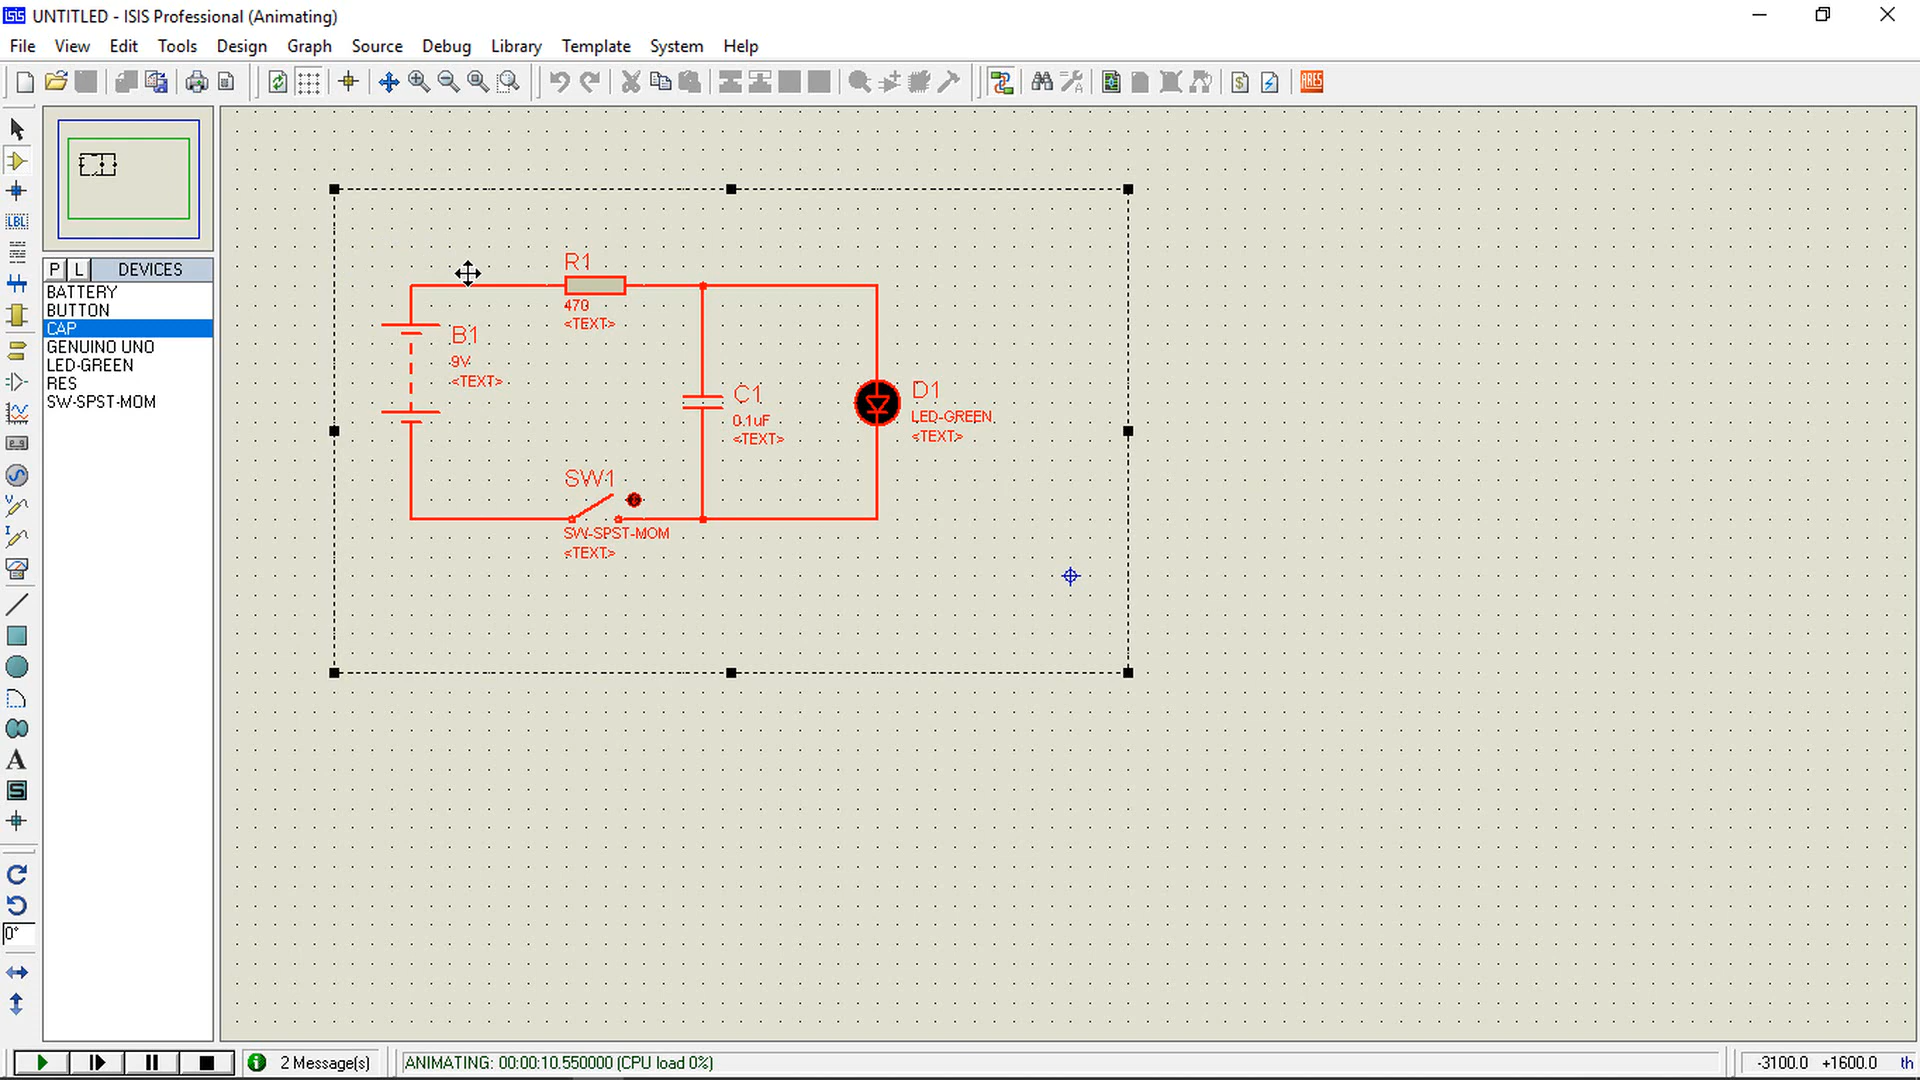 UNTITLED - ISIS Professional (Animating)
File View Edit Tools Design Graph Source Debug Library Template System Help
ARES
LBL
P L DEVICES
BATTERY
BUTTON
CAP
GENUINO UNO
LED-GREEN
RES
SW-SPST-MOM
R1
470
<TEXT>
B1
9V
<TEXT>
C1
0.1uF
<TEXT>
D1
LED-GREEN
<TEXT>
SW1
SW-SPST-MOM
<TEXT>
A
S
0°
2 Message(s)
ANIMATING: 00:00:10.550000 (CPU load 0%)
-3100.0 +1600.0 th